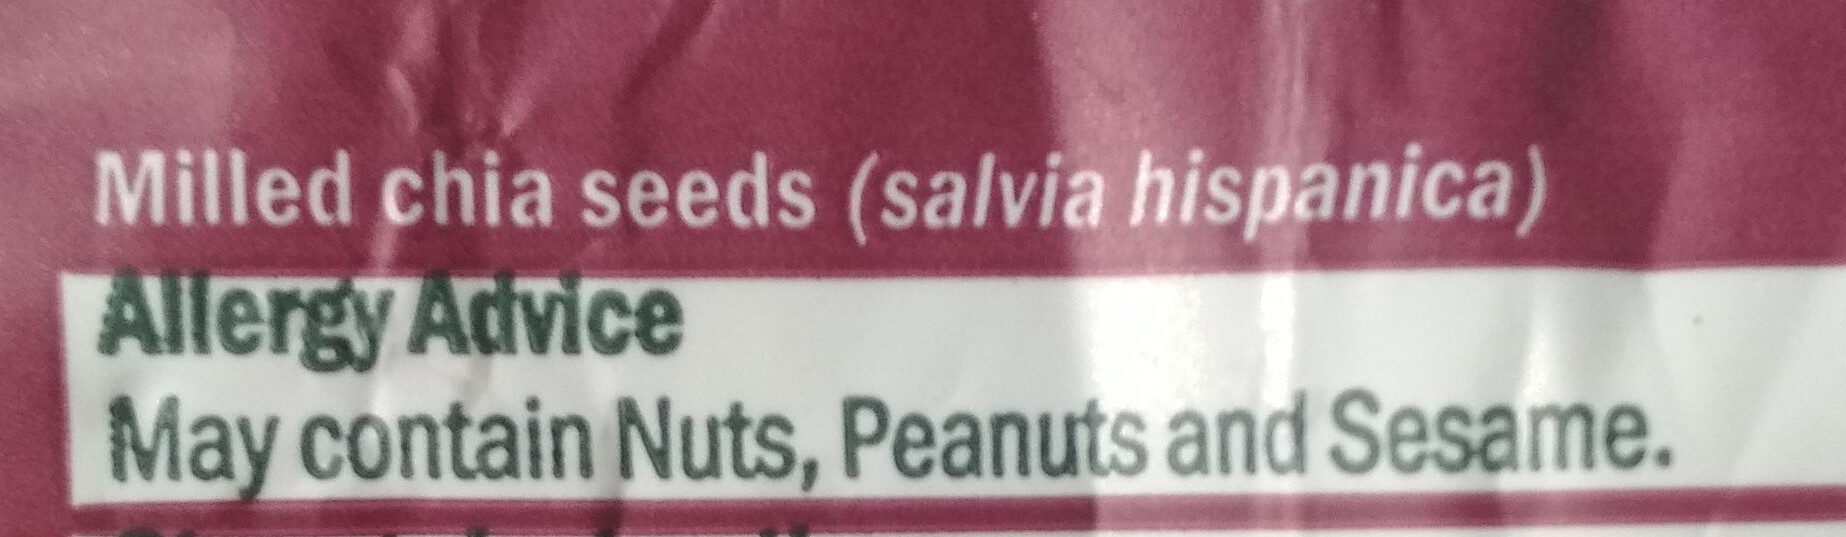 Milled chia seeds (salvia hispanica)
Allergy Advice
May contain Nuts, Peanuts and Sesame.